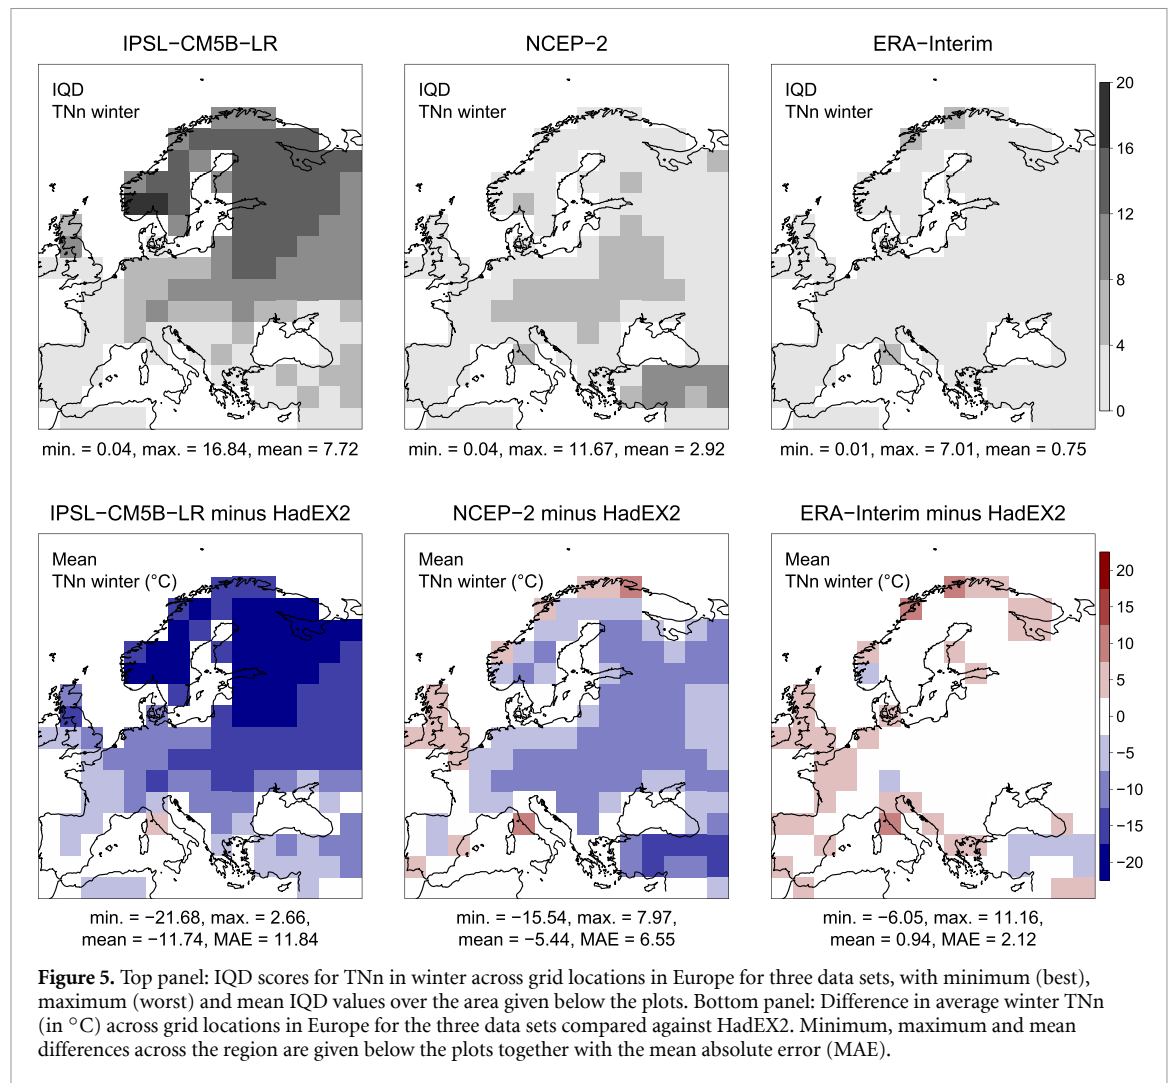 IPSL−CM5B−LR
NCEP−2
ERA−Interim
IQD
TNn winter
IQD
TNn winter
IQD
TNn winter
20
16
12
8
4
0
min. = 0.04, max. = 16.84, mean = 7.72
min. = 0.04, max. = 11.67, mean = 2.92
min. = 0.01, max. = 7.01, mean = 0.75
IPSL−CM5B−LR minus HadEX2
NCEP−2 minus HadEX2
ERA−Interim minus HadEX2
Mean
TNn winter (°C)
Mean
TNn winter (°C)
Mean
TNn winter (°C)
20
15
10
5
0
−5
−10
−15
−20
min. = −21.68, max. = 2.66,
mean = −11.74, MAE = 11.84
min. = −15.54, max. = 7.97,
mean = −5.44, MAE = 6.55
min. = −6.05, max. = 11.16,
mean = 0.94, MAE = 2.12
Figure 5. Top panel: IQD scores for TNn in winter across grid locations in Europe for three data sets, with minimum (best),
maximum (worst) and mean IQD values over the area given below the plots. Bottom panel: Difference in average winter TNn
(in °C) across grid locations in Europe for the three data sets compared against HadEX2. Minimum, maximum and mean
differences across the region are given below the plots together with the mean absolute error (MAE).